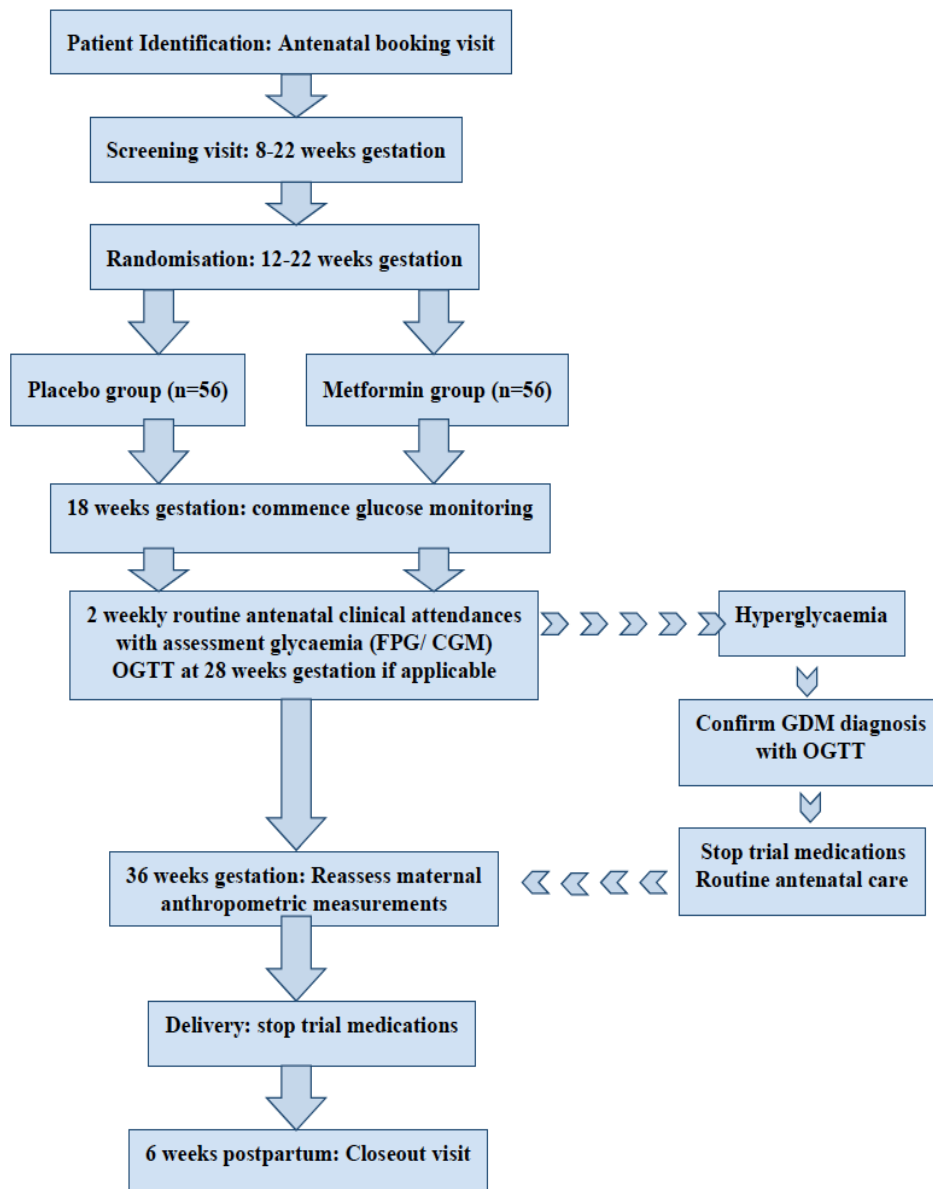 Patient Identification: Antenatal booking visit
Screening visit: 8-22 weeks gestation
Randomisation: 12-22 weeks gestation
Placebo group (n=56)
Metformin group (n=56)
18 weeks gestation: commence glucose monitoring
2 weekly routine antenatal clinical attendances
with assessment glycaemia (FPG/ CGM)
OGTT at 28 weeks gestation if applicable
Hyperglycaemia
Confirm GDM diagnosis
with OGTT
Stop trial medications
Routine antenatal care
36 weeks gestation: Reassess maternal
anthropometric measurements
Delivery: stop trial medications
6 weeks postpartum: Closeout visit